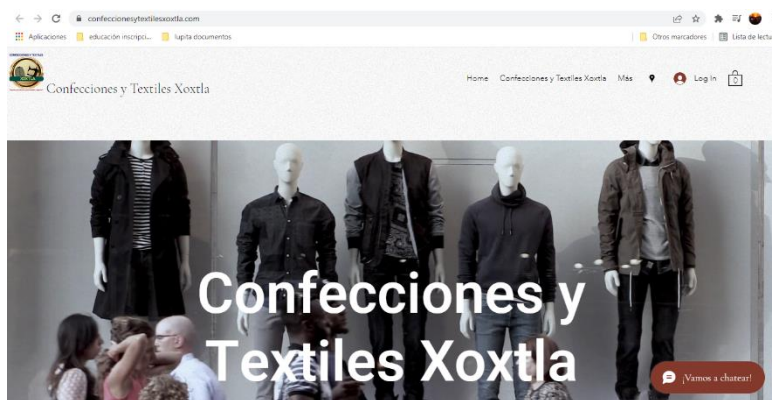 confeccionesytextilesxoxtla.com
Aplicaciones educación inscripci... lupita documentos Otros marcadores Lista de lectu
XOXTLA
Confecciones y Textiles Xoxtla
Home Confecciones y Textiles Xoxtla Más Log In 0
Confecciones y
Textiles Xoxtla
¡Vamos a chatear!